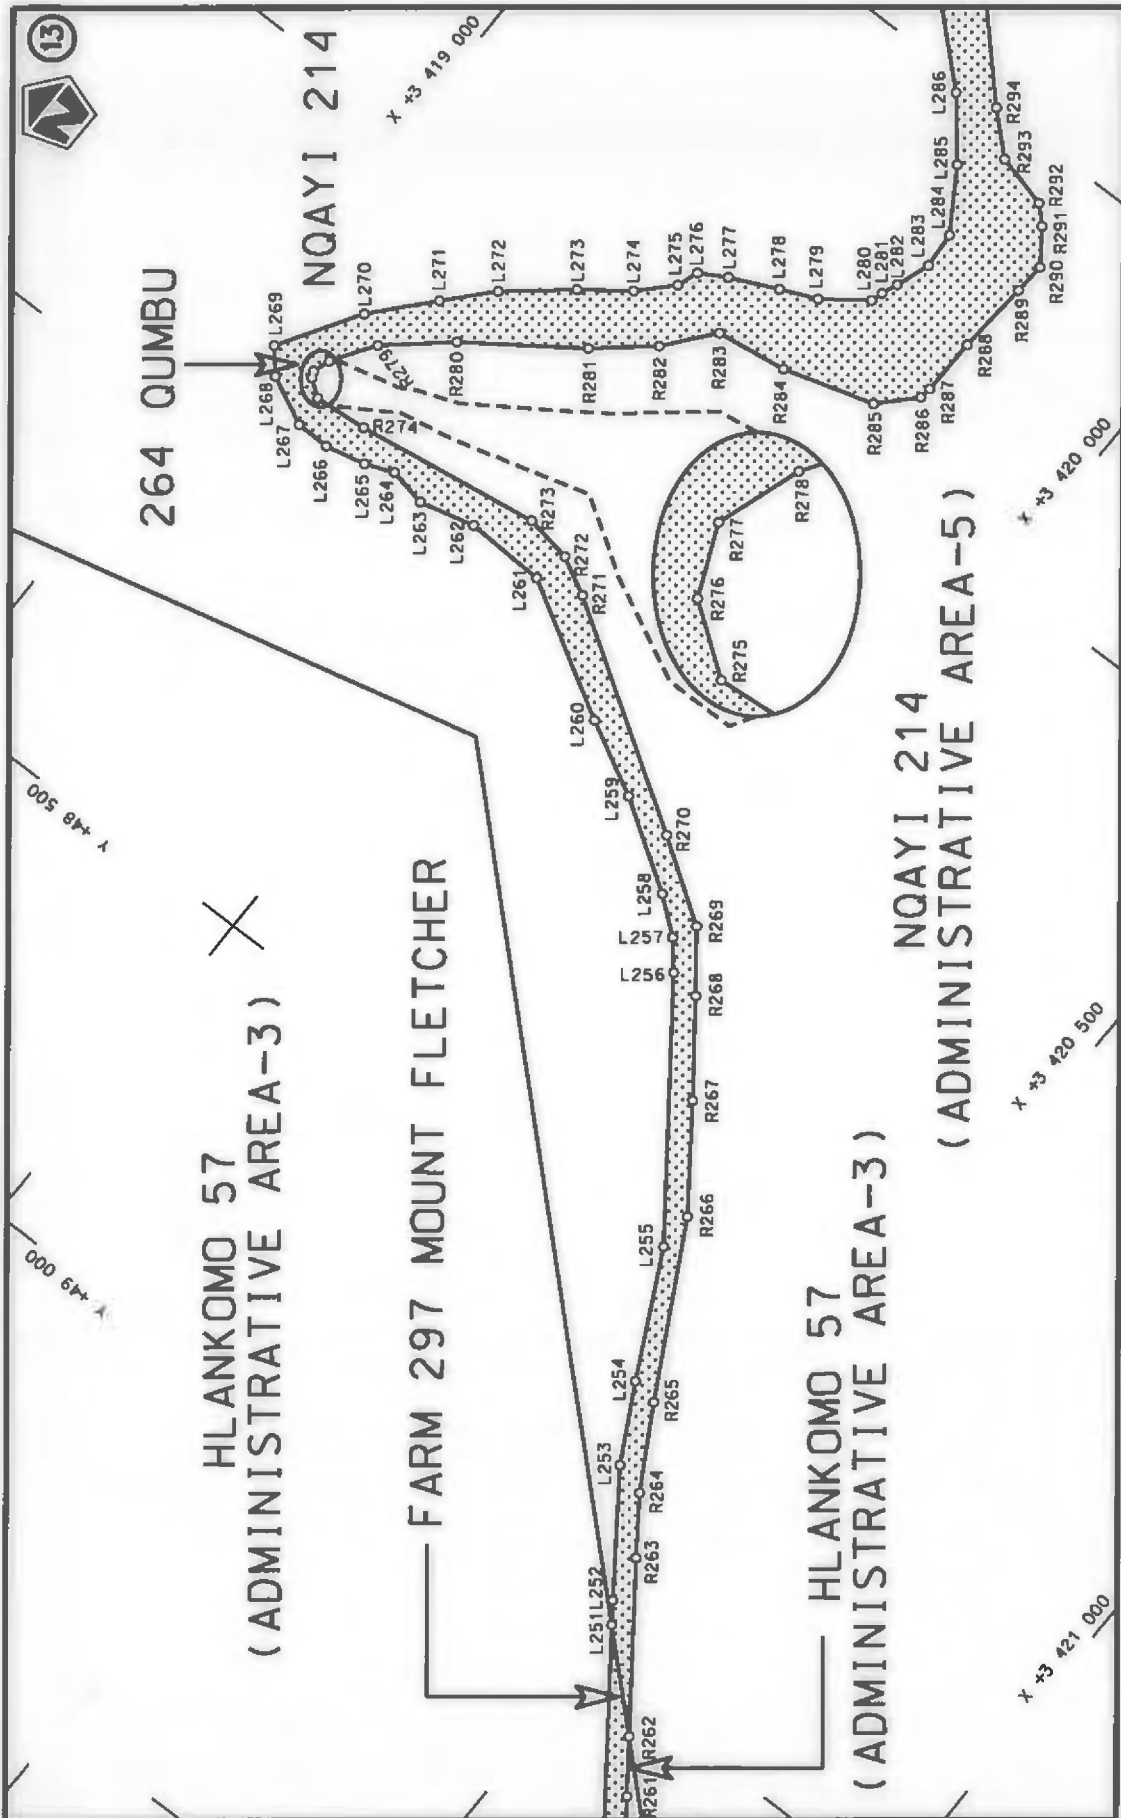 13
N
X +3 419 000
NQAYI 214
264 QUMBU
L286
R294
L285
R293
R292
L284
R291
L283
R290
L282
L281
L280
R289
R288
R287
R286
R285
L279
L278
L277
L276
L275
L274
L273
L272
L271
L270
L269
L268
L267
L266
L265
L264
L263
L262
L261
R284
R283
R282
R281
R280
R279
R274
R273
R272
R271
R278
R277
R276
R275
X +3 420 000
L260
L259
L258
L257
L256
R270
R269
R268
R267
R266
L255
L254
R265
L253
R264
R263
L252
L251
R262
R261
Y +48 500
Y +49 000
HLANKOMO 57
(ADMINISTRATIVE AREA-3)
FARM 297 MOUNT FLETCHER
NQAYI 214
(ADMINISTRATIVE AREA-5)
X +3 420 500
HLANKOMO 57
(ADMINISTRATIVE AREA-3)
X +3 421 000